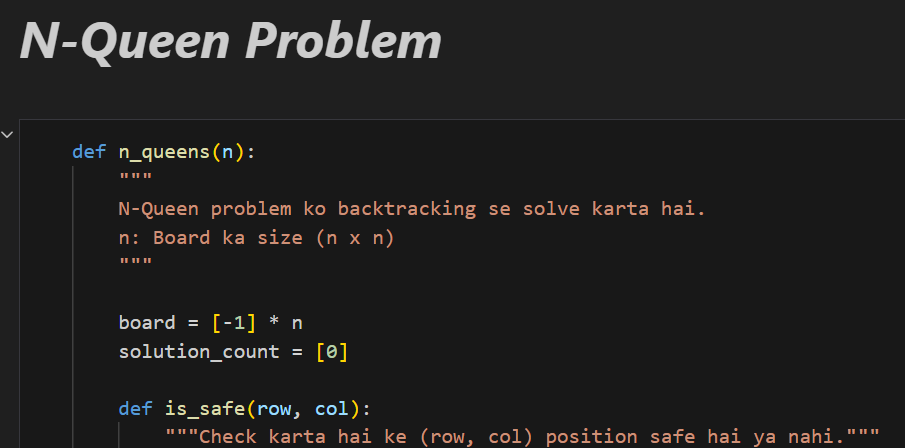 N-Queen Problem
def n_queens(n):
"""
N-Queen problem ko backtracking se solve karta hai.
n: Board ka size (n x n)
"""
board = [-1] * n
solution_count = [0]
def is_safe(row, col):
"""Check karta hai ke (row, col) position safe hai ya nahi."""